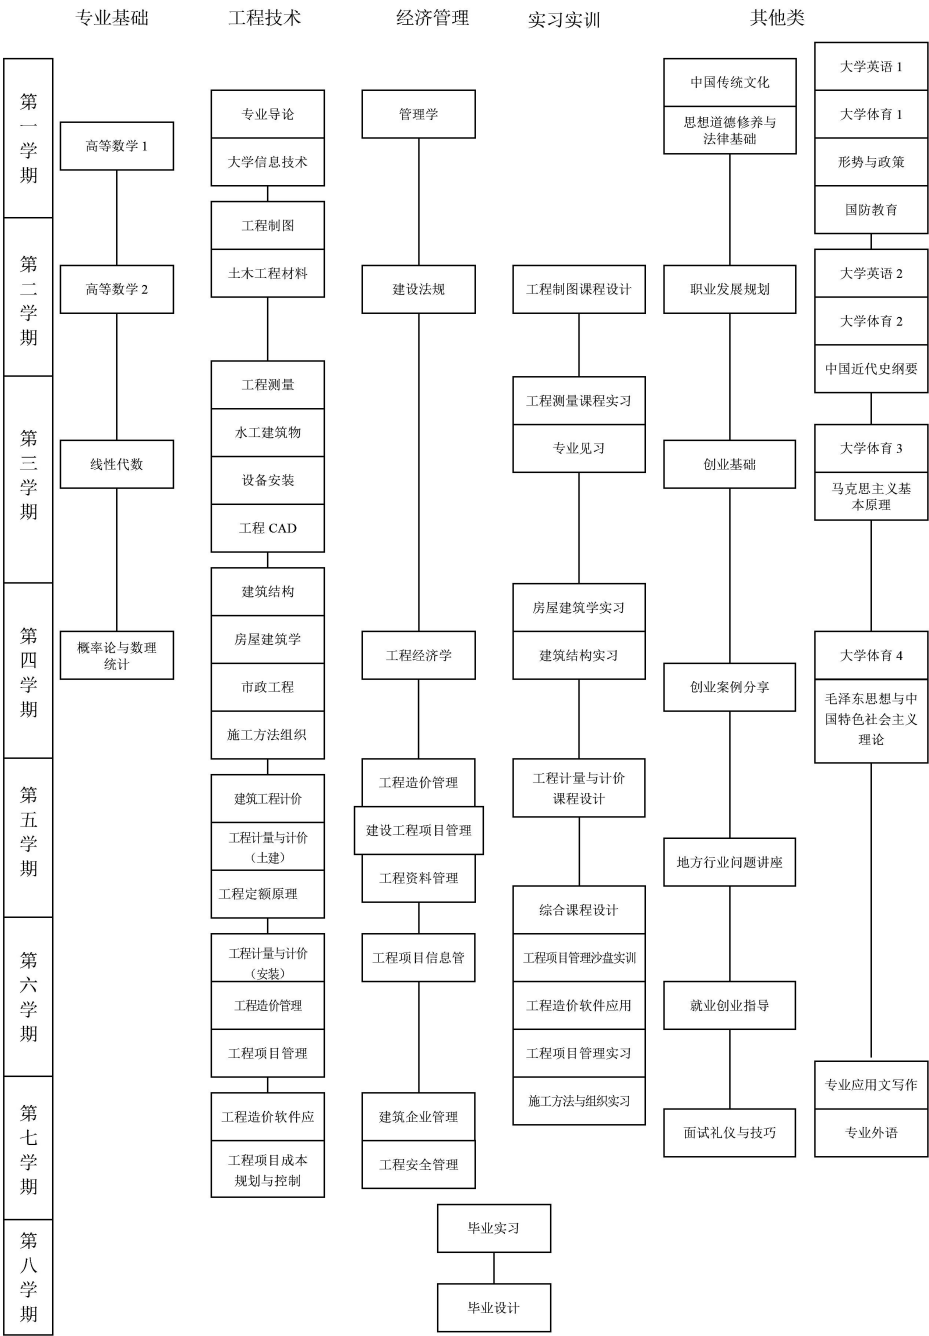 专业基础
工程技术
经济管理
实习实训
其他类
第一学期
第二学期
第三学期
第四学期
第五学期
第六学期
第七学期
第八学期
高等数学 1
高等数学 2
线性代数
概率论与数理
统计
专业导论
大学信息技术
工程制图
土木工程材料
工程测量
水工建筑物
设备安装
工程 CAD
建筑结构
房屋建筑学
市政工程
施工方法组织
建筑工程计价
工程计量与计价
（土建）
工程定额原理
工程计量与计价
（安装）
工程造价管理
工程项目管理
工程造价软件应
工程项目成本
规划与控制
管理学
建设法规
工程经济学
工程造价管理
建设工程项目管理
工程资料管理
工程项目信息管
建筑企业管理
工程安全管理
工程制图课程设计
工程测量课程实习
专业见习
房屋建筑学实习
建筑结构实习
工程计量与计价
课程设计
综合课程设计
工程项目管理沙盘实训
工程造价软件应用
工程项目管理实习
施工方法与组织实习
中国传统文化
思想道德修养与
法律基础
职业发展规划
创业基础
创业案例分享
地方行业问题讲座
就业创业指导
面试礼仪与技巧
大学英语 1
大学体育 1
形势与政策
国防教育
大学英语 2
大学体育 2
中国近代史纲要
大学体育 3
马克思主义基
本原理
大学体育 4
毛泽东思想与中
国特色社会主义
理论
专业应用文写作
专业外语
毕业实习
毕业设计